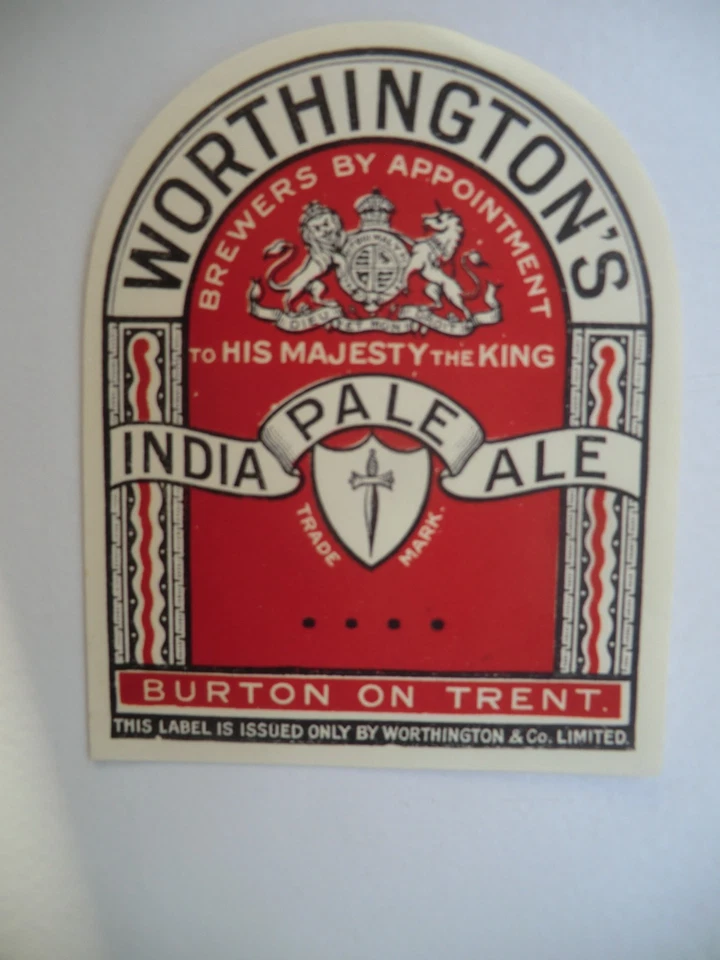 WORTHINGTON'S
BREWERS BY APPOINTMENT
DIEU ET MON DROIT
TO HIS MAJESTY THE KING
INDIA PALE ALE
TRADE MARK.
BURTON ON TRENT.
THIS LABEL IS ISSUED ONLY BY WORTHINGTON & Co. LIMITED.